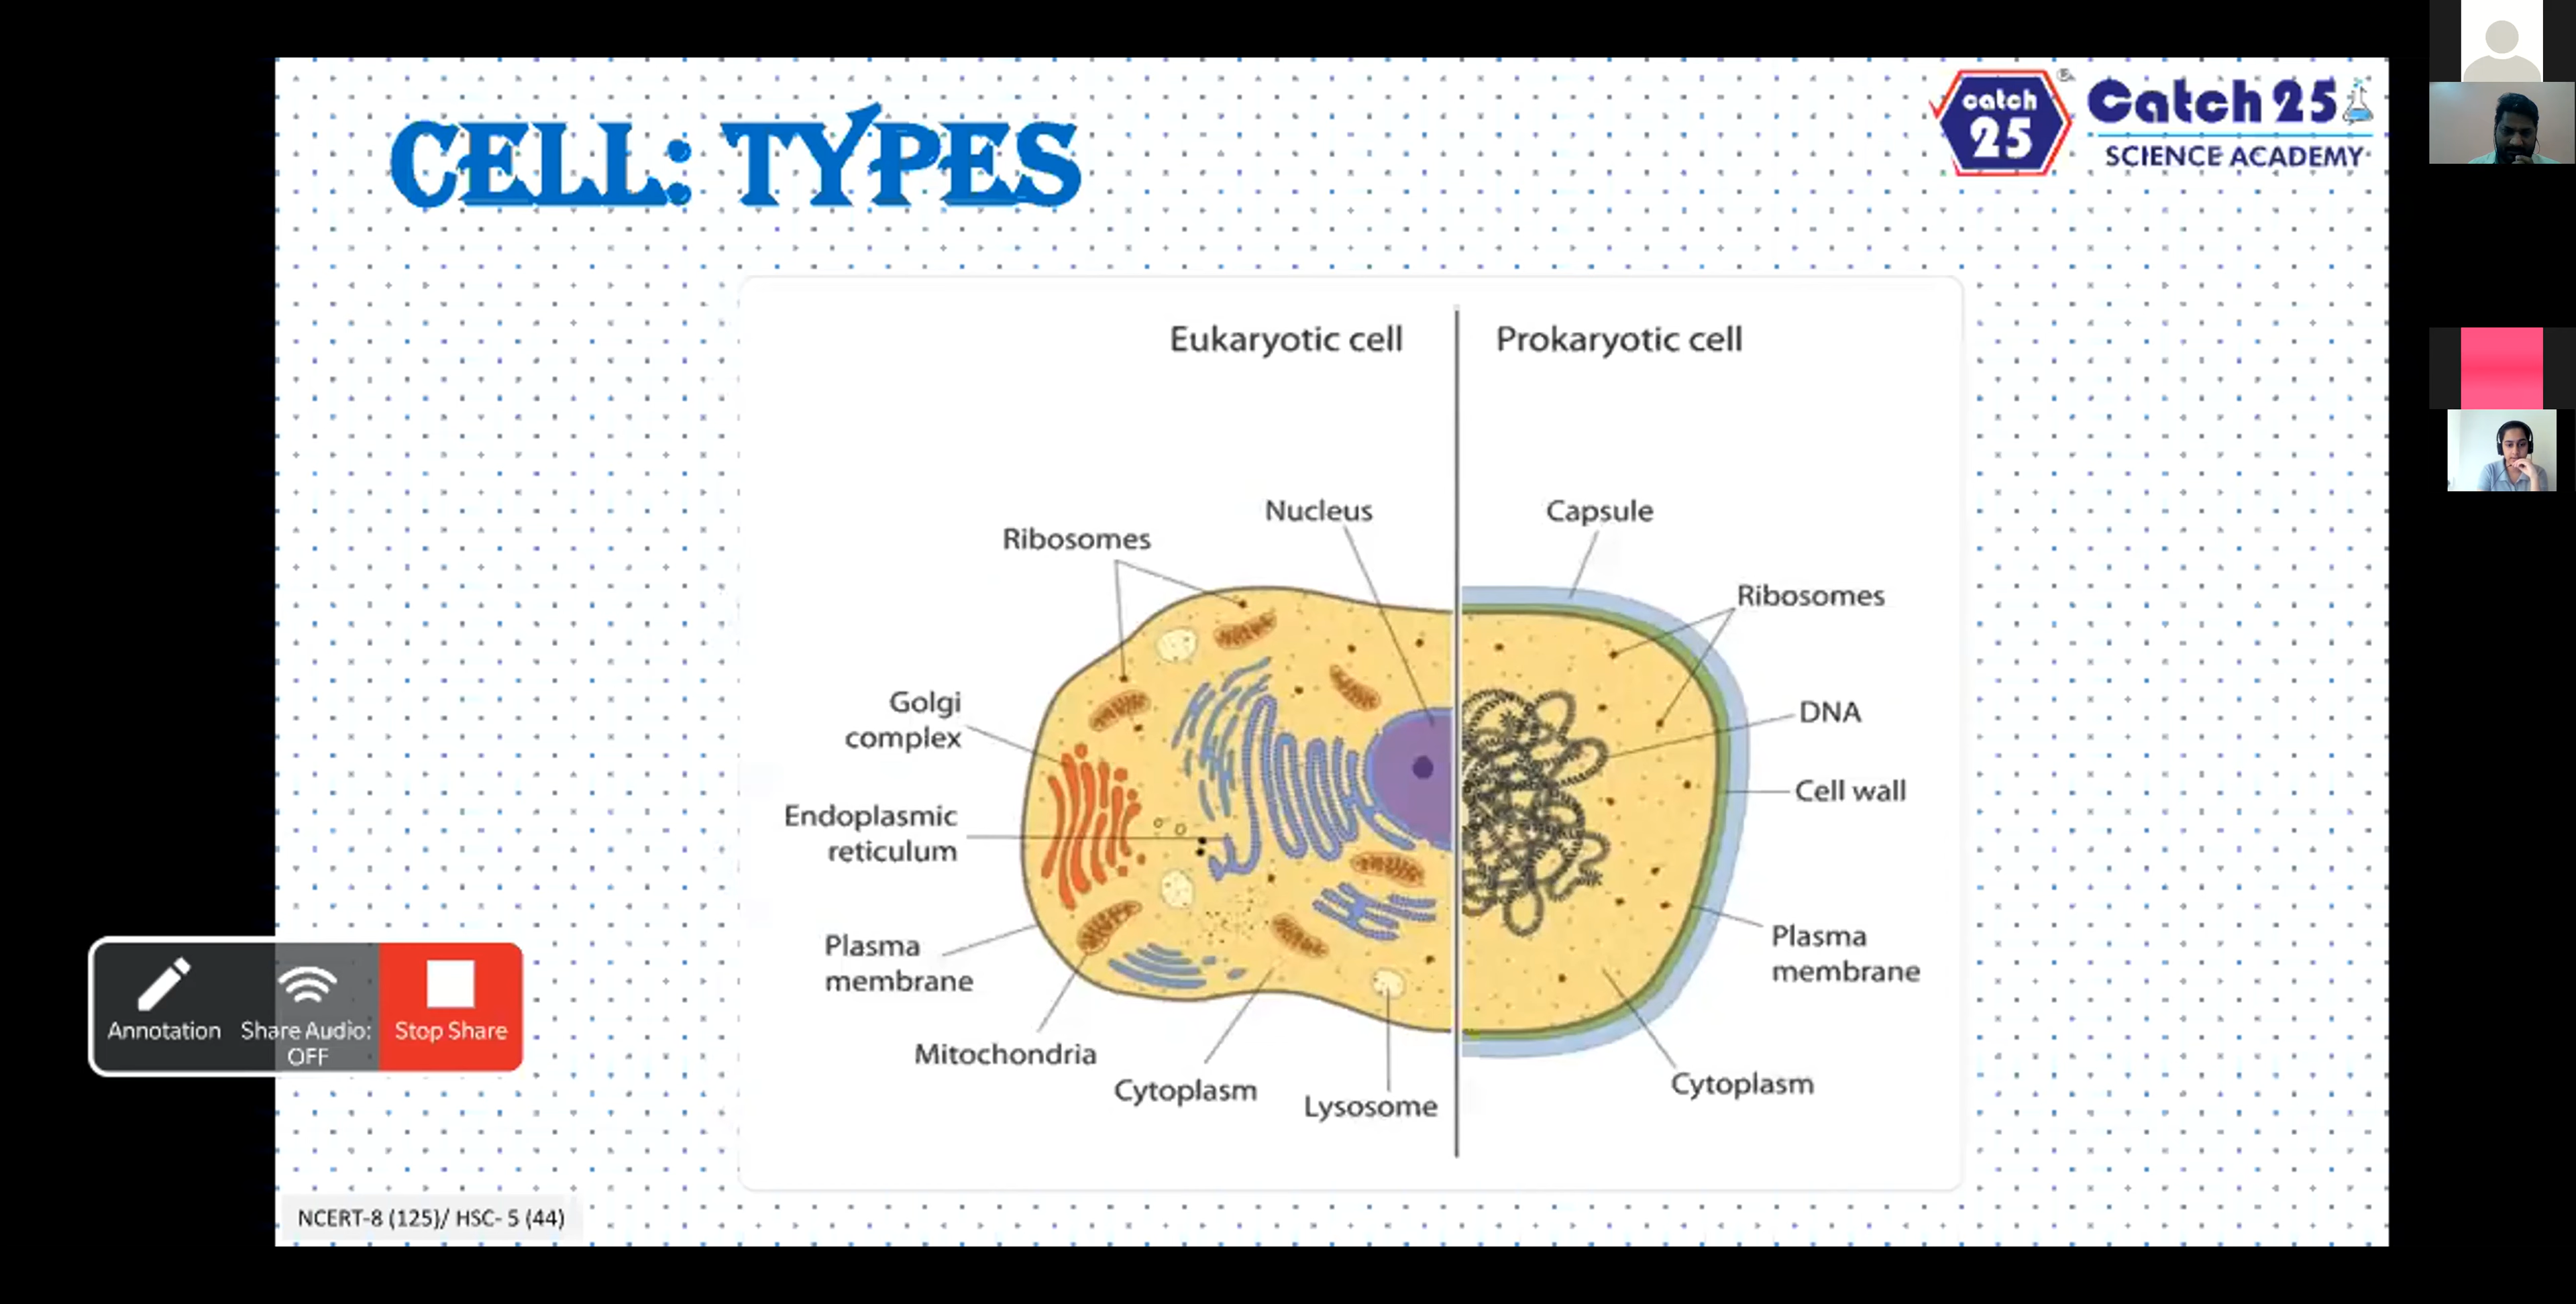 CELL: TYPES
catch
25
®
Catch 25
SCIENCE ACADEMY
Eukaryotic cell
Prokaryotic cell
Nucleus
Capsule
Ribosomes
Ribosomes
Golgi
complex
DNA
Cell wall
Endoplasmic
reticulum
Plasma
membrane
Plasma
membrane
Mitochondria
Cytoplasm
Lysosome
Cytoplasm
Annotation
Share Audio:
OFF
Stop Share
NCERT-8 (125)/ HSC- 5 (44)